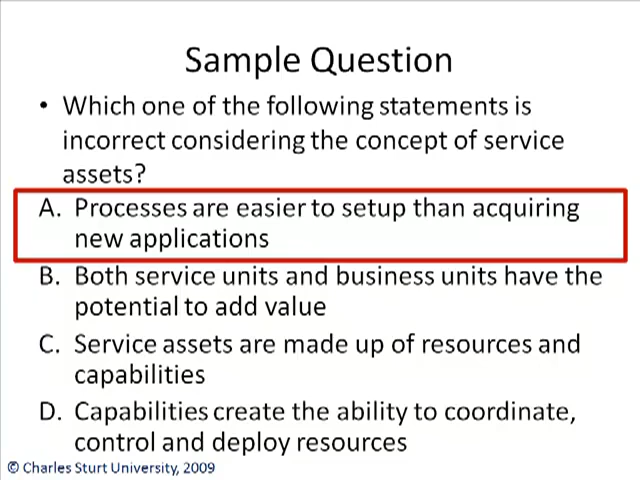 Sample Question
• Which one of the following statements is
incorrect considering the concept of service
assets?
A. Processes are easier to setup than acquiring
new applications
B. Both service units and business units have the
potential to add value
C. Service assets are made up of resources and
capabilities
D. Capabilities create the ability to coordinate,
control and deploy resources
© Charles Sturt University, 2009